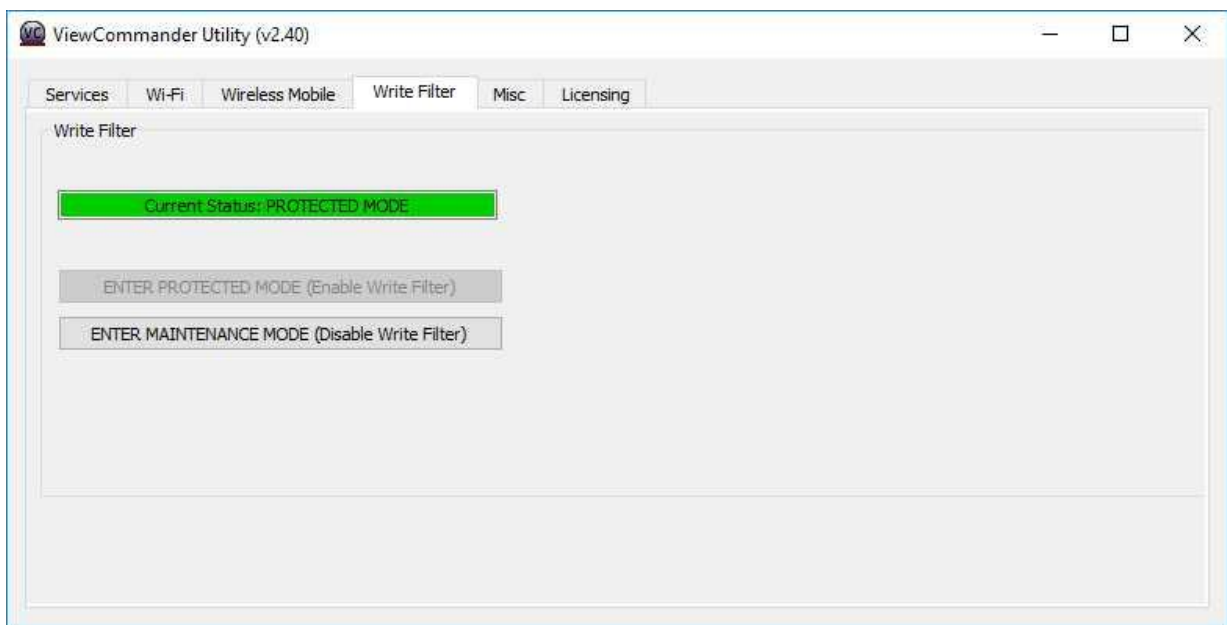 VC ViewCommander Utility (v2.40)
Services Wi-Fi Wireless Mobile Write Filter Misc Licensing
Write Filter
Current Status: PROTECTED MODE
ENTER PROTECTED MODE (Enable Write Filter)
ENTER MAINTENANCE MODE (Disable Write Filter)